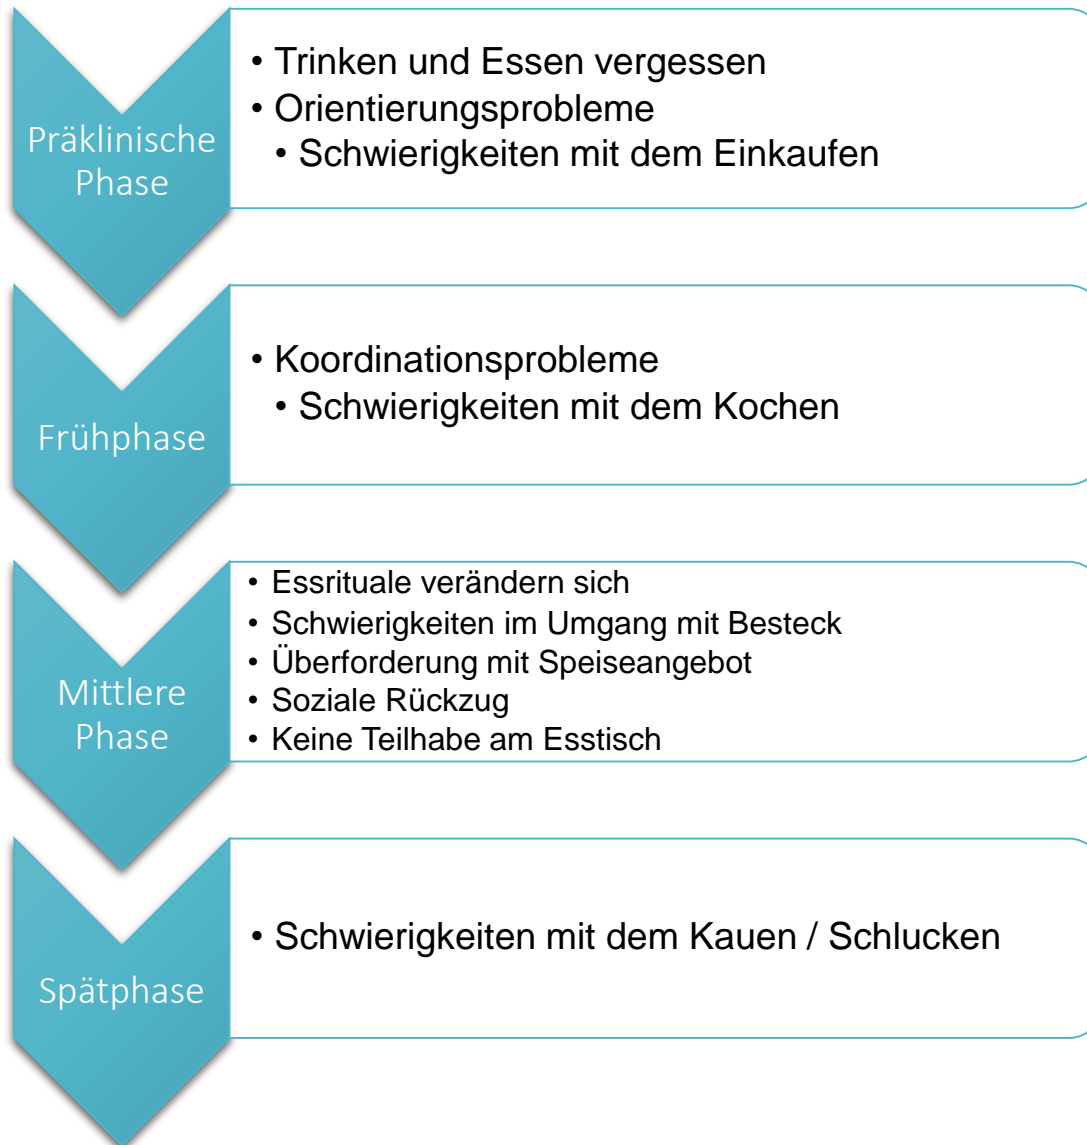 Präklinische
Phase
• Trinken und Essen vergessen
• Orientierungsprobleme
• Schwierigkeiten mit dem Einkaufen
Frühphase
• Koordinationsprobleme
• Schwierigkeiten mit dem Kochen
Mittlere
Phase
• Essrituale verändern sich
• Schwierigkeiten im Umgang mit Besteck
• Überforderung mit Speiseangebot
• Soziale Rückzug
• Keine Teilhabe am Esstisch
Spätphase
• Schwierigkeiten mit dem Kauen / Schlucken